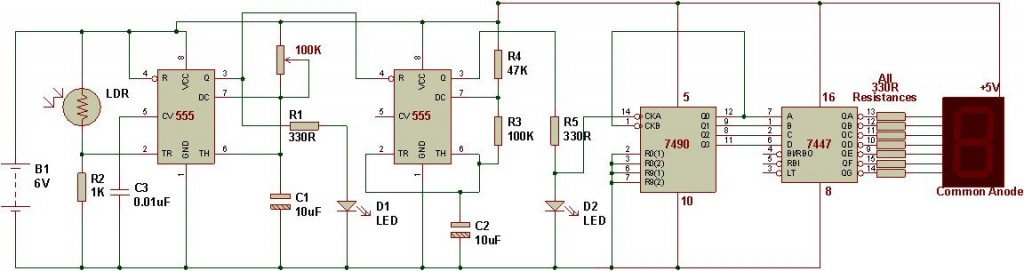 B1
6V
LDR
R2
1K
C3
0.01uF
4
5
2
R
CV
TR
8
VCC
555
GND
1
Q
DC
TH
3
7
6
100K
R1
330R
C1
10uF
D1
LED
4
5
2
R
CV
TR
8
VCC
555
GND
1
Q
DC
TH
3
7
6
R4
47K
R3
100K
C2
10uF
R5
330R
D2
LED
14
1
2
3
6
7
CKA
CKB
R0(1)
R0(2)
R9(1)
R9(2)
5
7490
10
Q0
Q1
Q2
Q3
12
9
8
11
7
1
2
6
4
5
3
A
B
C
D
BI/RBO
RBI
LT
16
7447
8
QA
QB
QC
QD
QE
QF
QG
13
12
11
10
9
15
14
All
330R
Resistances
+5V
Common Anode